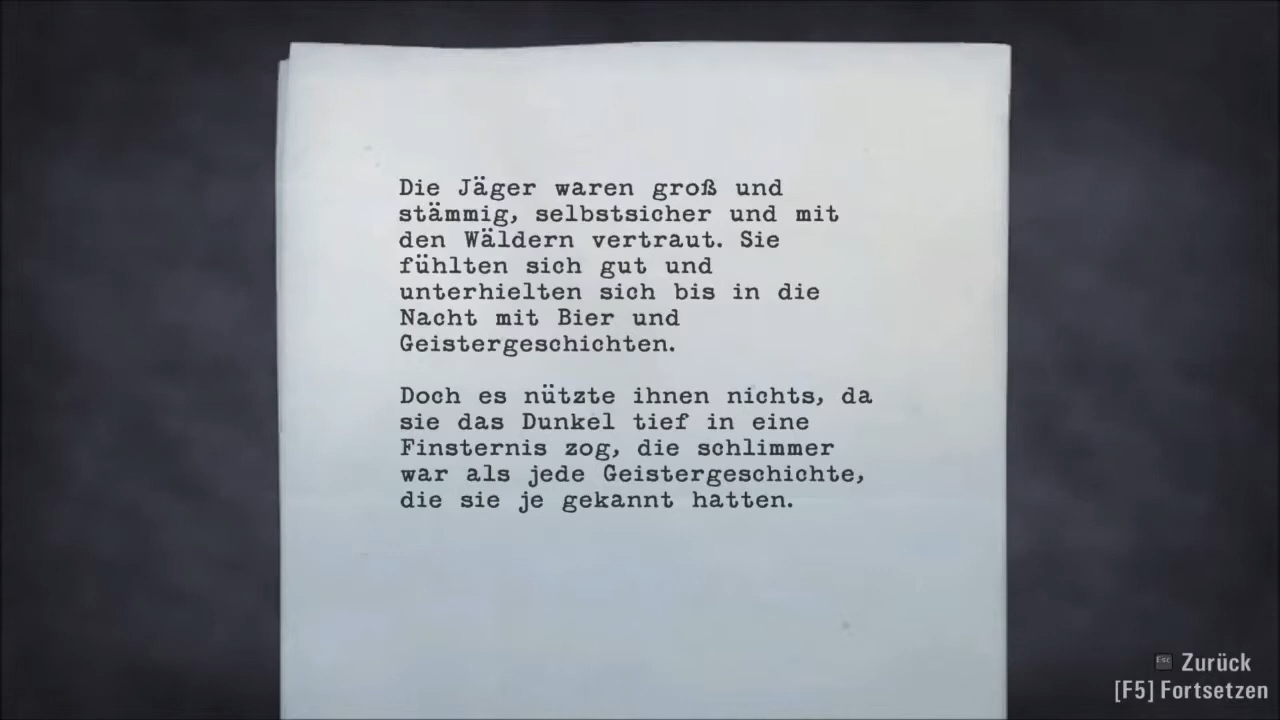 Die Jäger waren groß und
stämmig, selbstsicher und mit
den Wäldern vertraut. Sie
fühlten sich gut und
unterhielten sich bis in die
Nacht mit Bier und
Geistergeschichten.
Doch es nützte ihnen nichts, da
sie das Dunkel tief in eine
Finsternis zog, die schlimmer
war als jede Geistergeschichte,
die sie je gekannt hatten.
Esc Zurück
[F5] Fortsetzen